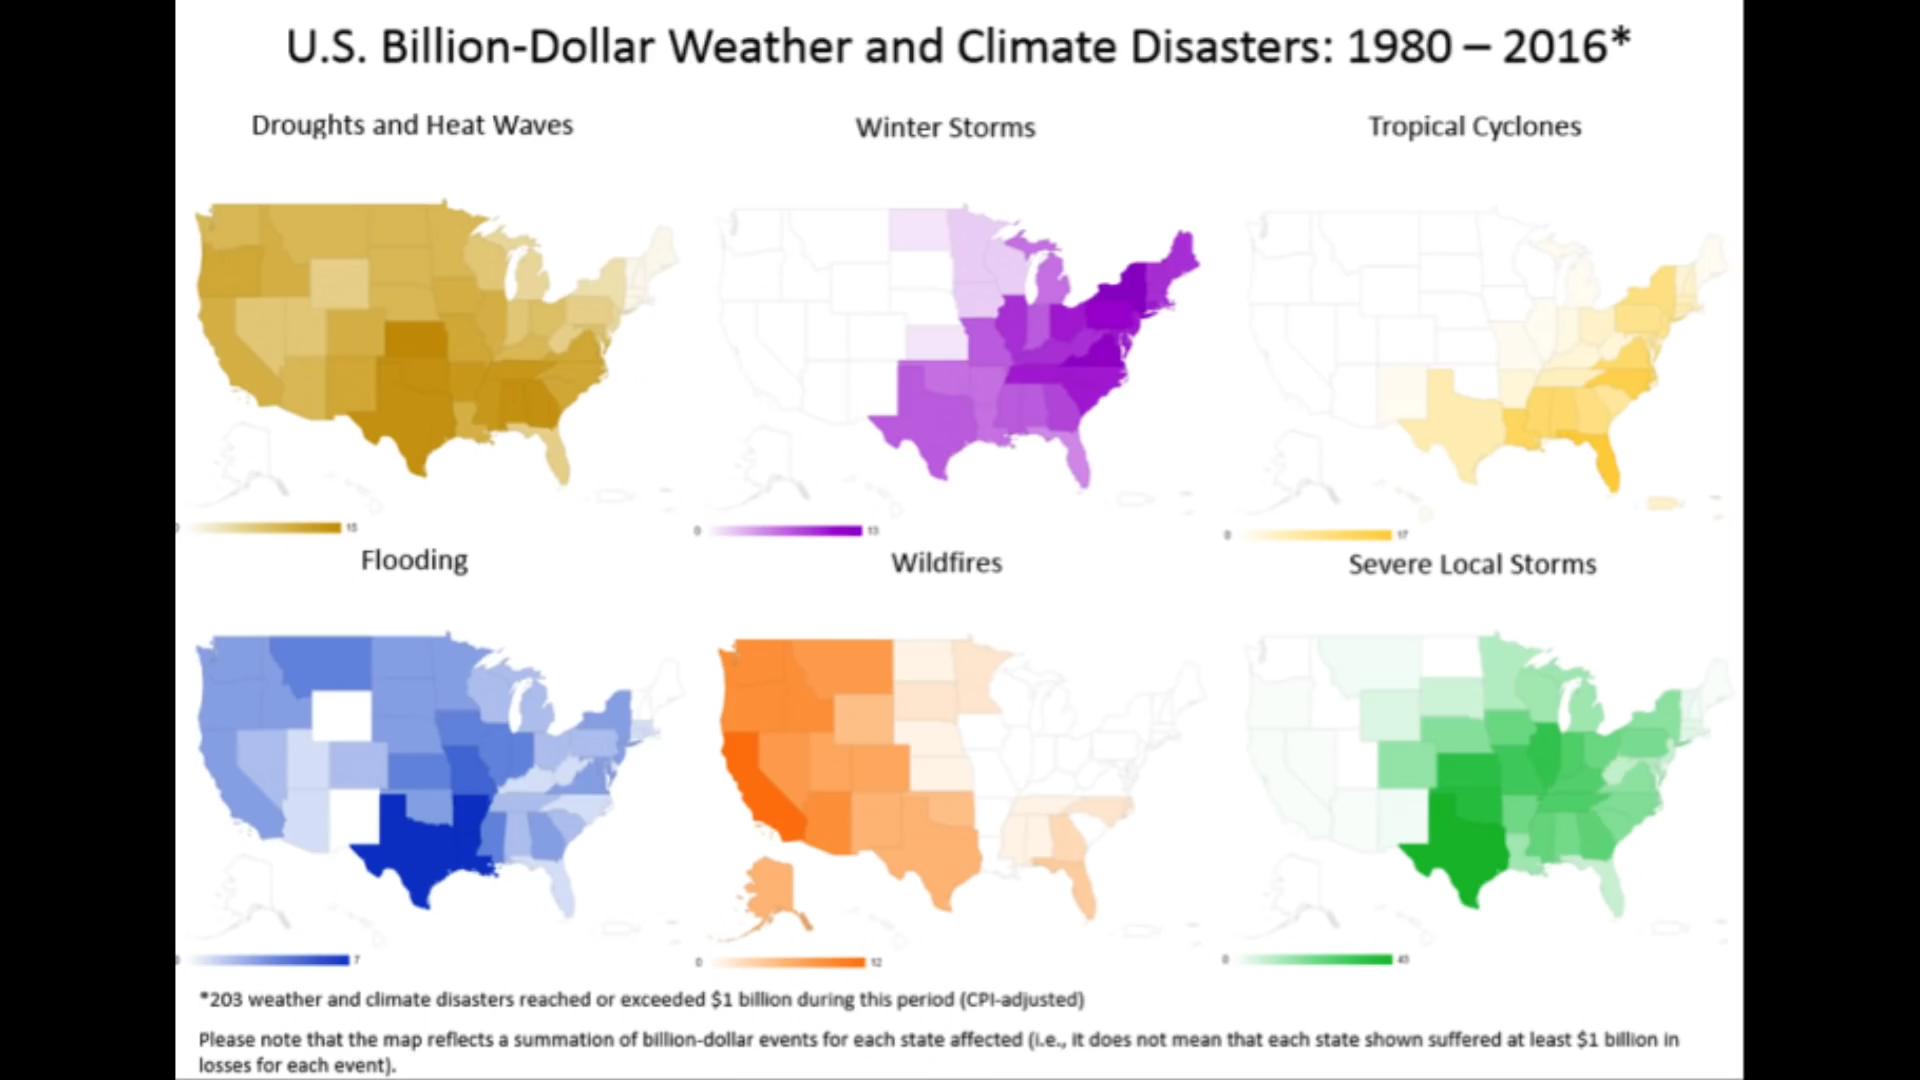 U.S. Billion-Dollar Weather and Climate Disasters: 1980 – 2016*
Droughts and Heat Waves
Winter Storms
Tropical Cyclones
0
13
0
17
Flooding
Wildfires
Severe Local Storms
7
0
12
0
*203 weather and climate disasters reached or exceeded $1 billion during this period (CPI-adjusted)
Please note that the map reflects a summation of billion-dollar events for each state affected (i.e., it does not mean that each state shown suffered at least $1 billion in
losses for each event).